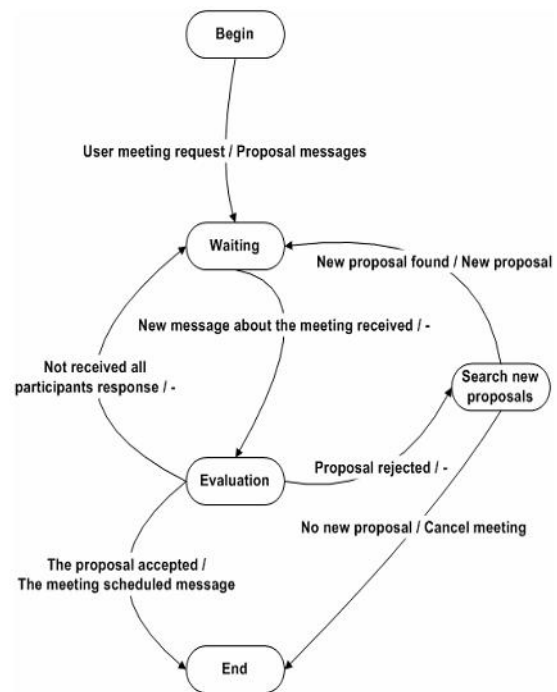 Begin
User meeting request / Proposal messages
Waiting
New proposal found / New proposal
New message about the meeting received / -
Not received all
participants response / -
Search new
proposals
Evaluation
Proposal rejected / -
No new proposal / Cancel meeting
The proposal accepted /
The meeting scheduled message
End